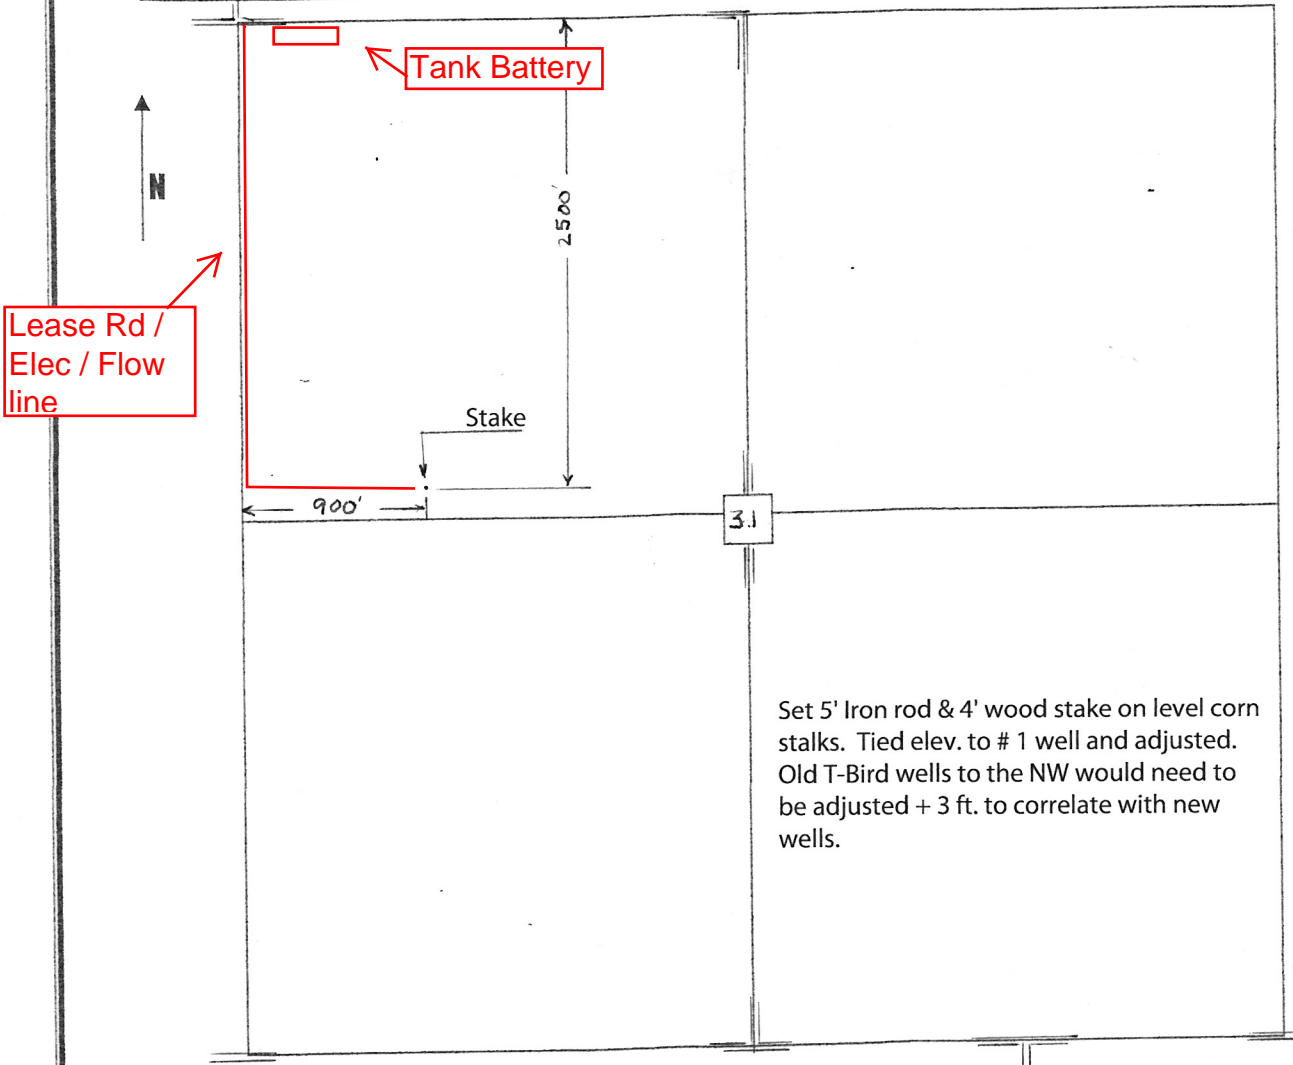 Tank Battery
N
2500'
Lease Rd /
Elec / Flow
line
Stake
900'
31
Set 5' Iron rod & 4' wood stake on level corn
stalks. Tied elev. to # 1 well and adjusted.
Old T-Bird wells to the NW would need to
be adjusted + 3 ft. to correlate with new
wells.